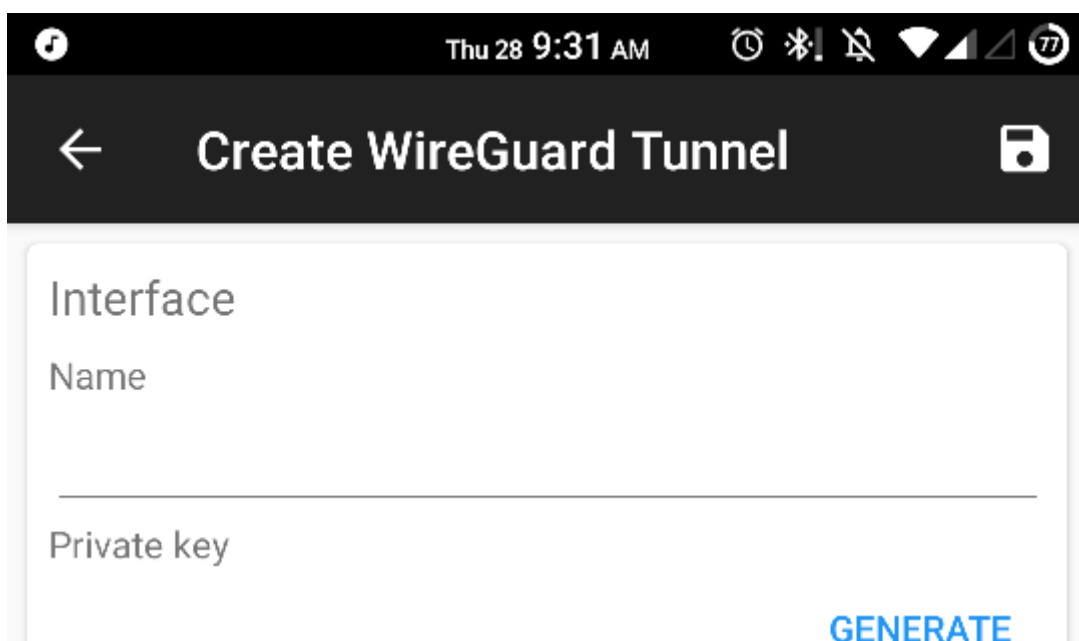 Thu 28 9:31 AM 77
Create WireGuard Tunnel
Interface
Name
Private key
GENERATE